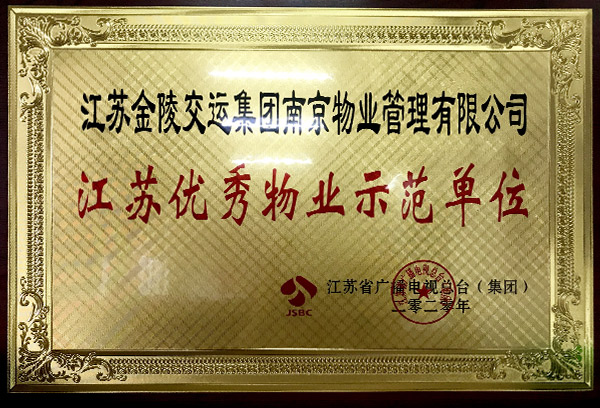 江苏金陵交运集团南京物业管理有限公司
江苏优秀物业示范单位
JSBC
江苏省广播电视总台（集团）
二零二零年